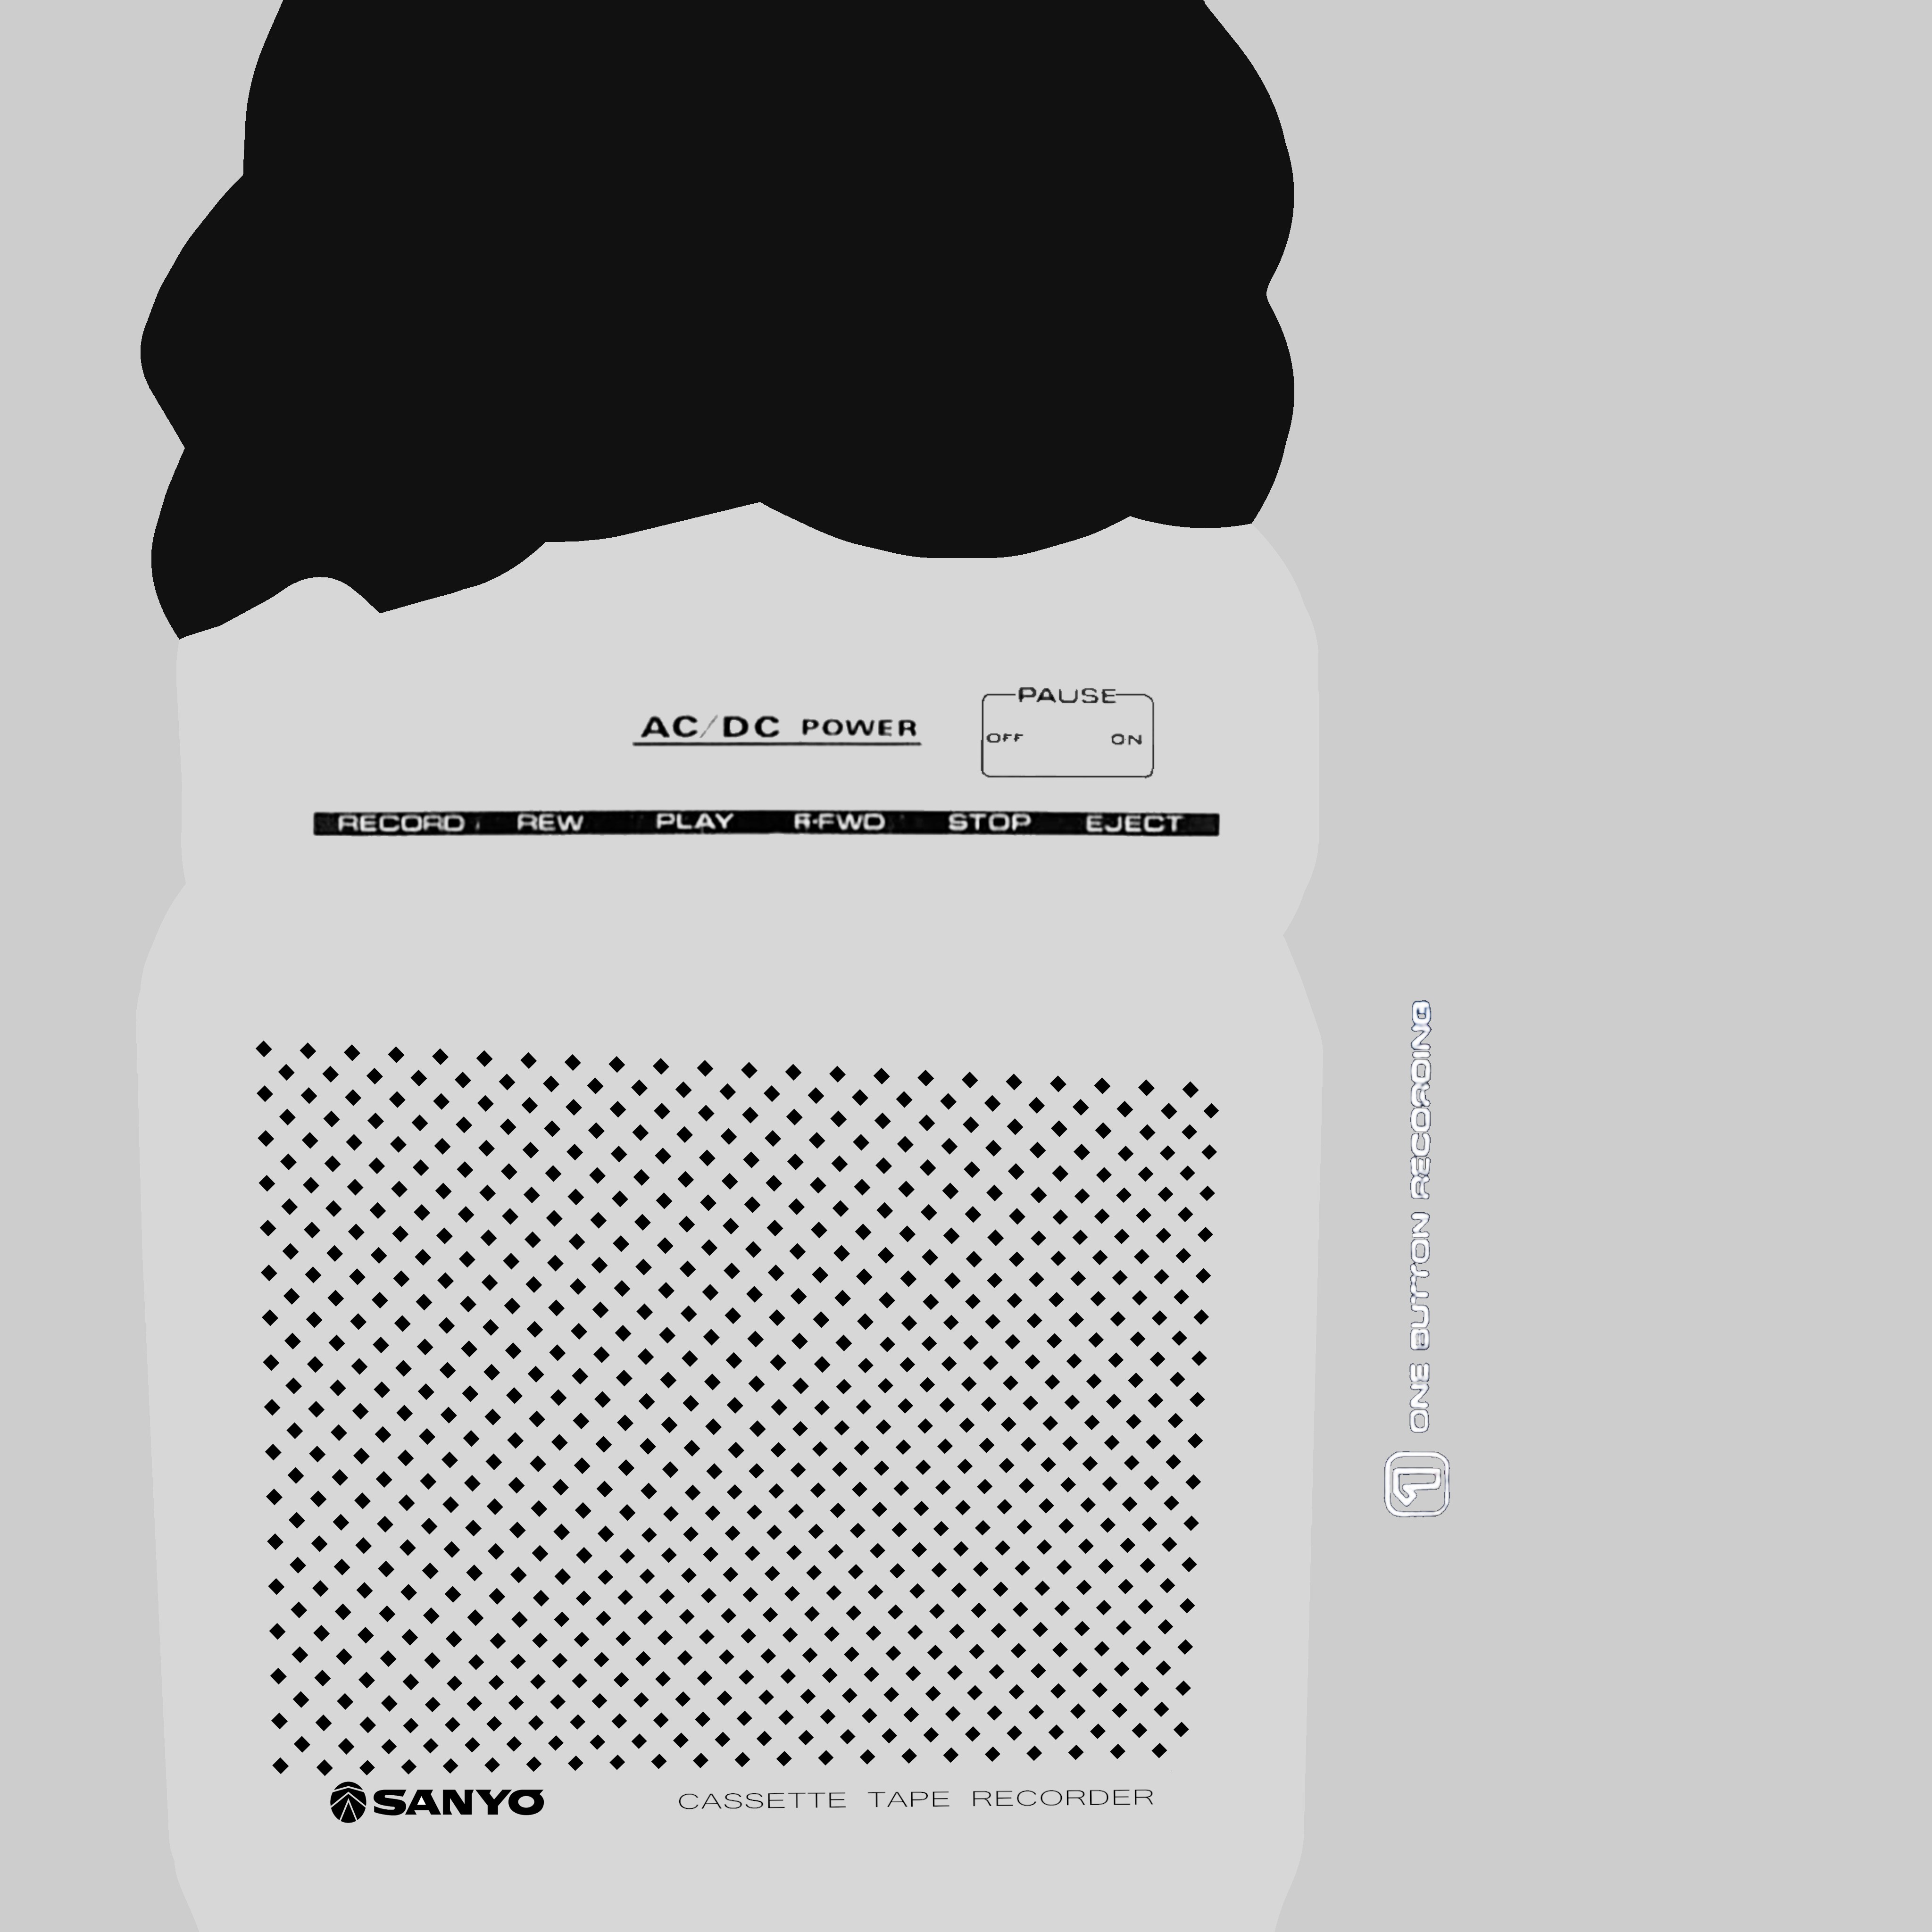 PAUSE
AC/DC POWER
OFF ON
RECORD REW PLAY F·FWD STOP EJECT
SANYO CASSETTE TAPE RECORDER
1 ONE BUTTON RECORDING